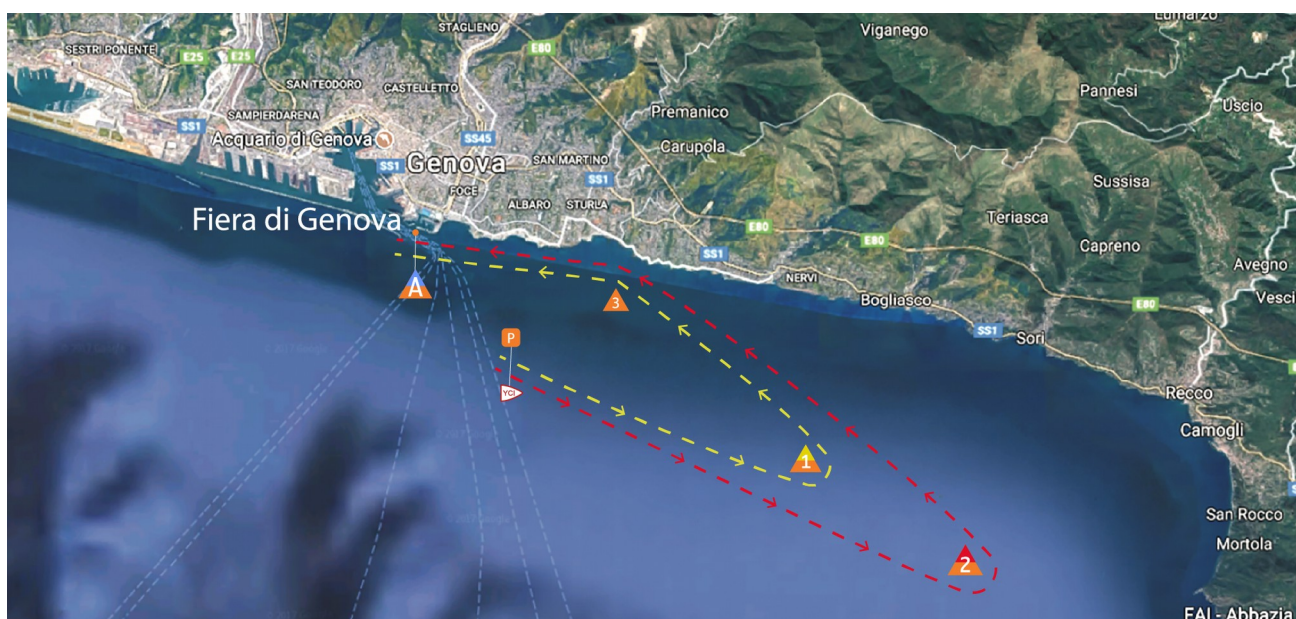 Lumarzo
STAGLIENO
Viganego
SESTRI PONENTE
E25
E25
E80
SAN TEODORO
CASTELLETTO
Pannesi
Premanico
Uscio
SAMPIERDARENA
SS1
Acquario di Genova
SS45
Carupola
SS1
Genova
SAN MARTINO
SS1
Sussisa
FOCE
ALBARO
STURLA
Teriasca
Fiera di Genova
E80
E80
Capreno
Avegno
NERVI
A
3
Bogliasco
E80
Vesci
SS1
Sori
P
YCI
Recco
Camogli
1
S
San Rocco
Mortola
2
FAI - Abbazia